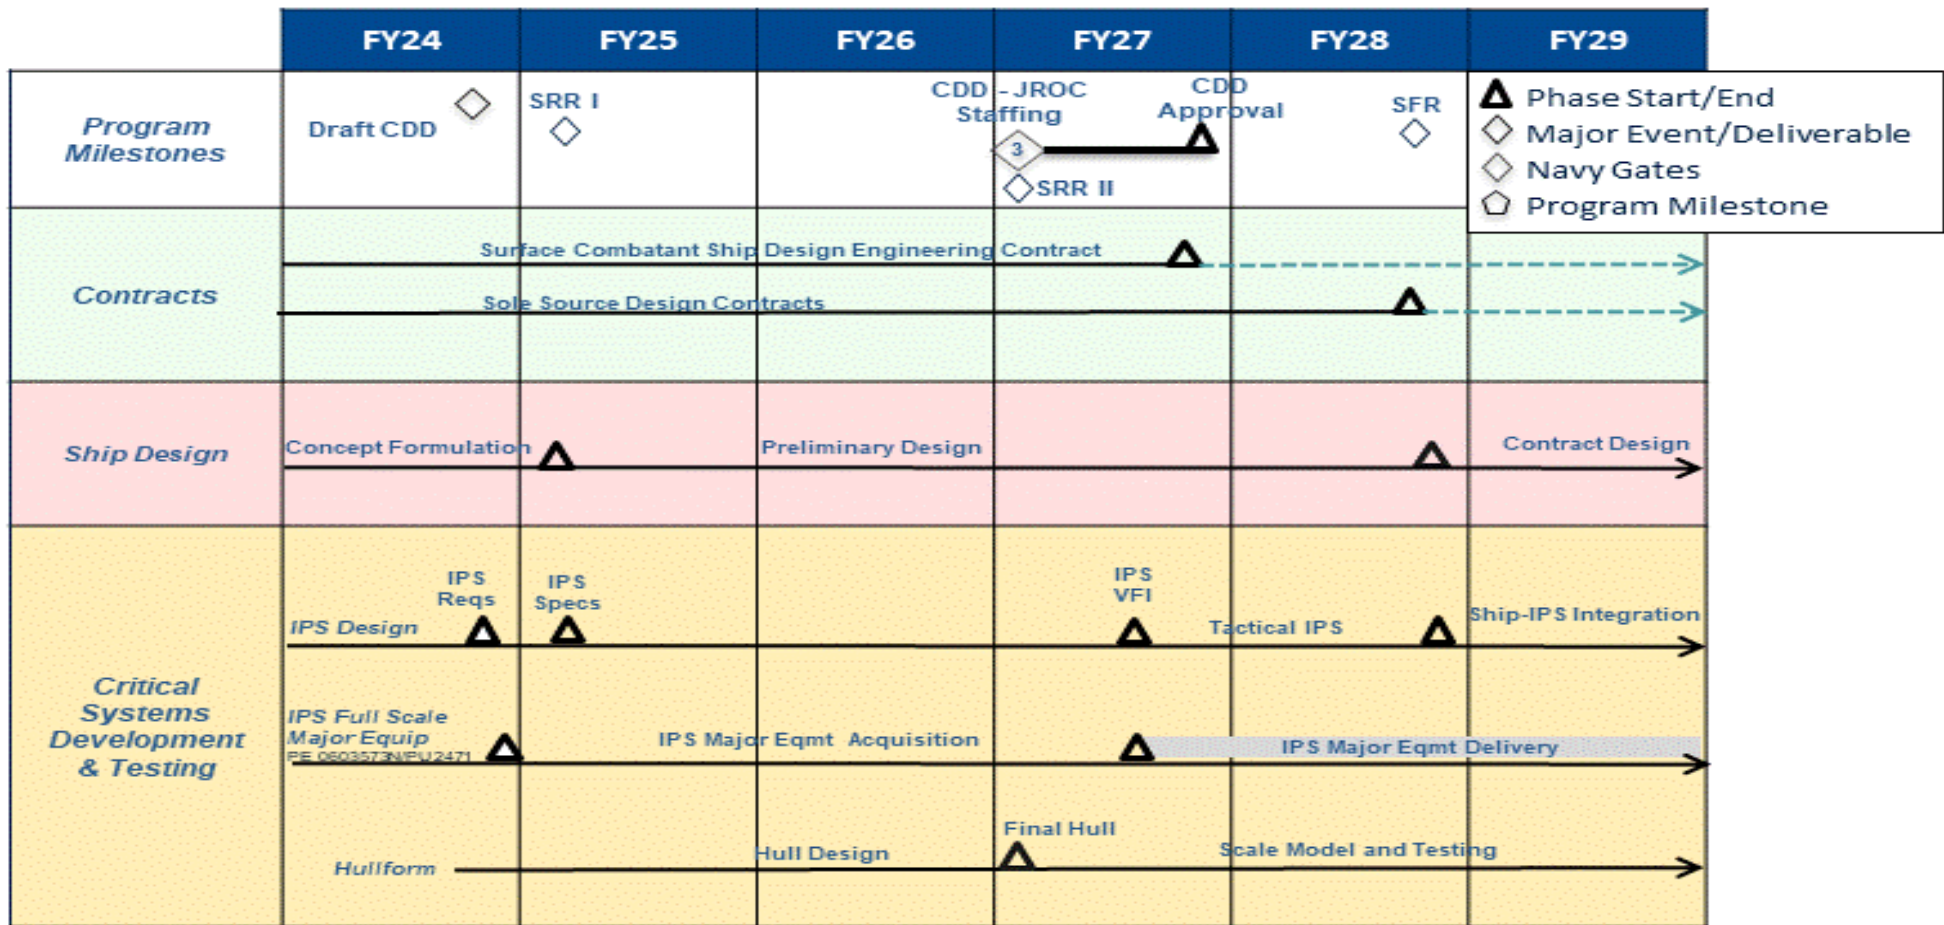 FY24 FY25 FY26 FY27 FY28 FY29
Program
Milestones
Draft CDD
SRR I
CDD - JROC
Staffing
3
SRR II
CDD
Approval
SFR
Phase Start/End
Major Event/Deliverable
Navy Gates
Program Milestone
Contracts
Surface Combatant Ship Design Engineering Contract
Sole Source Design Contracts
Ship Design
Concept Formulation
Preliminary Design
Contract Design
Critical
Systems
Development
& Testing
IPS Design
IPS
Reqs
IPS
Specs
IPS
VFI
Tactical IPS
Ship-IPS Integration
IPS Full Scale
Major Equip
PE 0603573N/PU2471
IPS Major Eqmt Acquisition
IPS Major Eqmt Delivery
Hullform
Hull Design
Final Hull
Scale Model and Testing